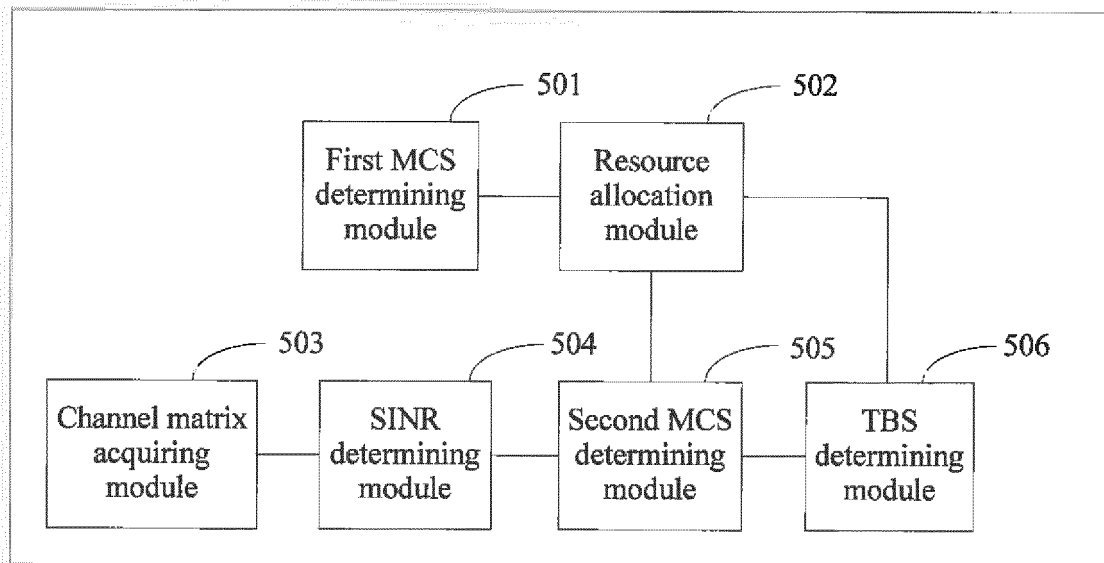 501
502
First MCS
determining
module
Resource
allocation
module
503
504
505
506
Channel matrix
acquiring
module
SINR
determining
module
Second MCS
determining
module
TBS
determining
module